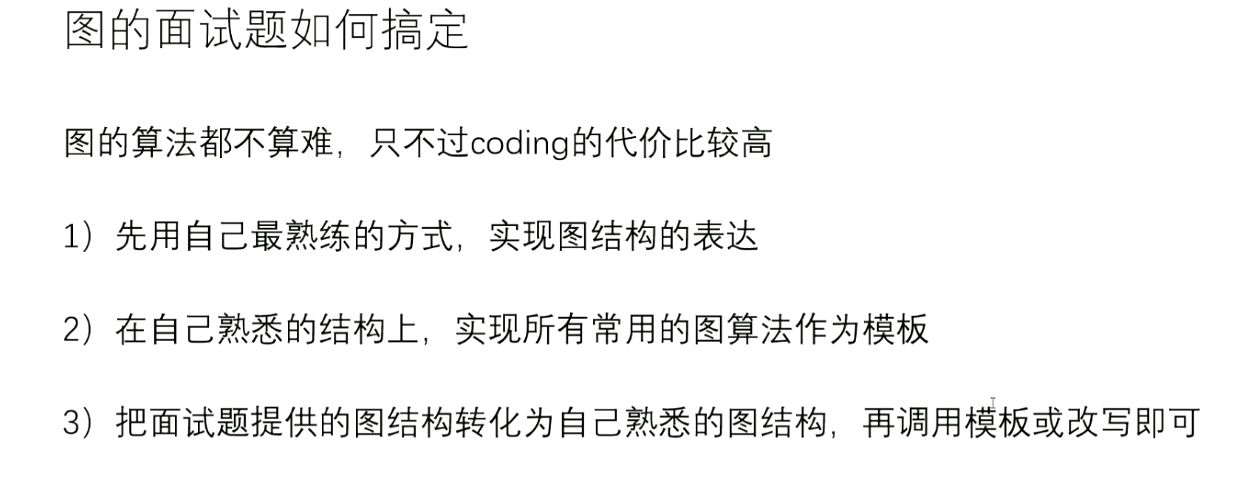 图的面试题如何搞定
图的算法都不算难，只不过coding的代价比较高
1）先用自己最熟练的方式，实现图结构的表达
2）在自己熟悉的结构上，实现所有常用的图算法作为模板
3）把面试题提供的图结构转化为自己熟悉的图结构，再调用模板或改写即可